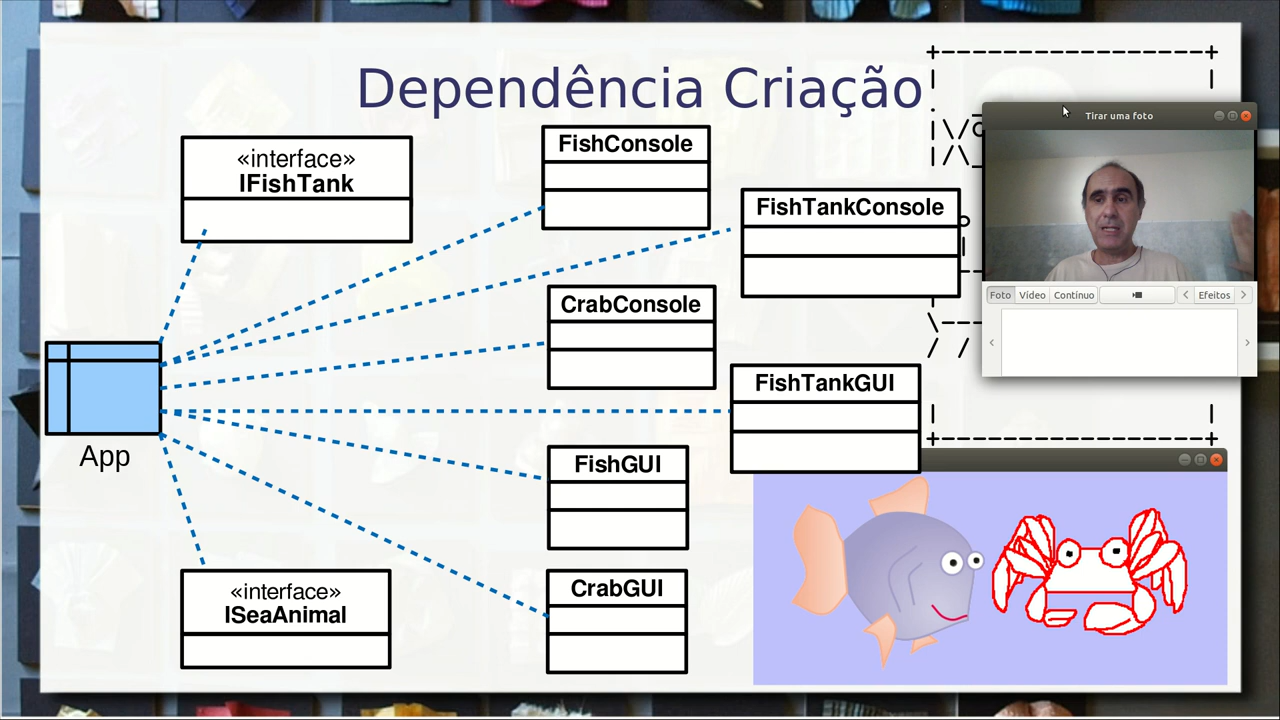 Dependência Criação
«interface»
IFishTank
FishConsole
FishTankConsole
CrabConsole
FishTankGUI
App
FishGUI
«interface»
ISeaAnimal
CrabGUI
Tirar uma foto
Foto
Vídeo
Contínuo
Efeitos